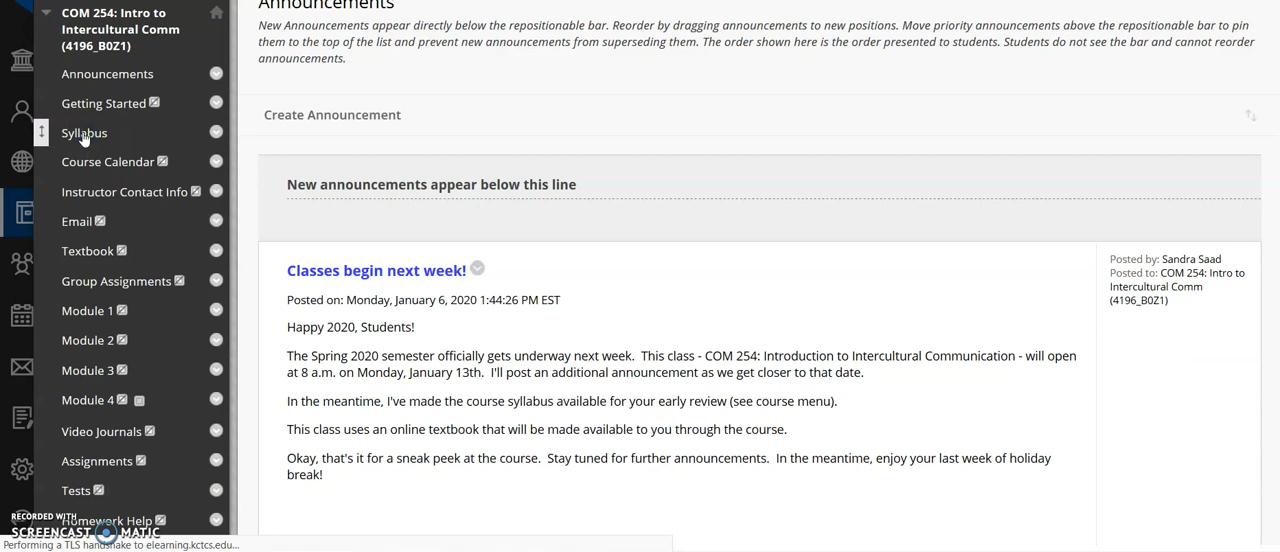 COM 254: Intro to
Intercultural Comm
(4196_B0Z1)
Announcements
Getting Started
Syllabus
Course Calendar
Instructor Contact Info
Email
Textbook
Group Assignments
Module 1
Module 2
Module 3
Module 4
Video Journals
Assignments
Tests
Homework Help
RECORDED WITH
SCREENCAST MATIC
Performing a TLS handshake to elearning.kctcs.edu...
Announcements
New Announcements appear directly below the repositionable bar. Reorder by dragging announcements to new positions. Move priority announcements above the repositionable bar to pin
them to the top of the list and prevent new announcements from superseding them. The order shown here is the order presented to students. Students do not see the bar and cannot reorder
announcements.
Create Announcement
New announcements appear below this line
Classes begin next week!
Posted on: Monday, January 6, 2020 1:44:26 PM EST
Happy 2020, Students!
The Spring 2020 semester officially gets underway next week. This class - COM 254: Introduction to Intercultural Communication - will open
at 8 a.m. on Monday, January 13th. I'll post an additional announcement as we get closer to that date.
In the meantime, I've made the course syllabus available for your early review (see course menu).
This class uses an online textbook that will be made available to you through the course.
Okay, that's it for a sneak peek at the course. Stay tuned for further announcements. In the meantime, enjoy your last week of holiday
break!
Posted by: Sandra Saad
Posted to: COM 254: Intro to
Intercultural Comm
(4196_B0Z1)